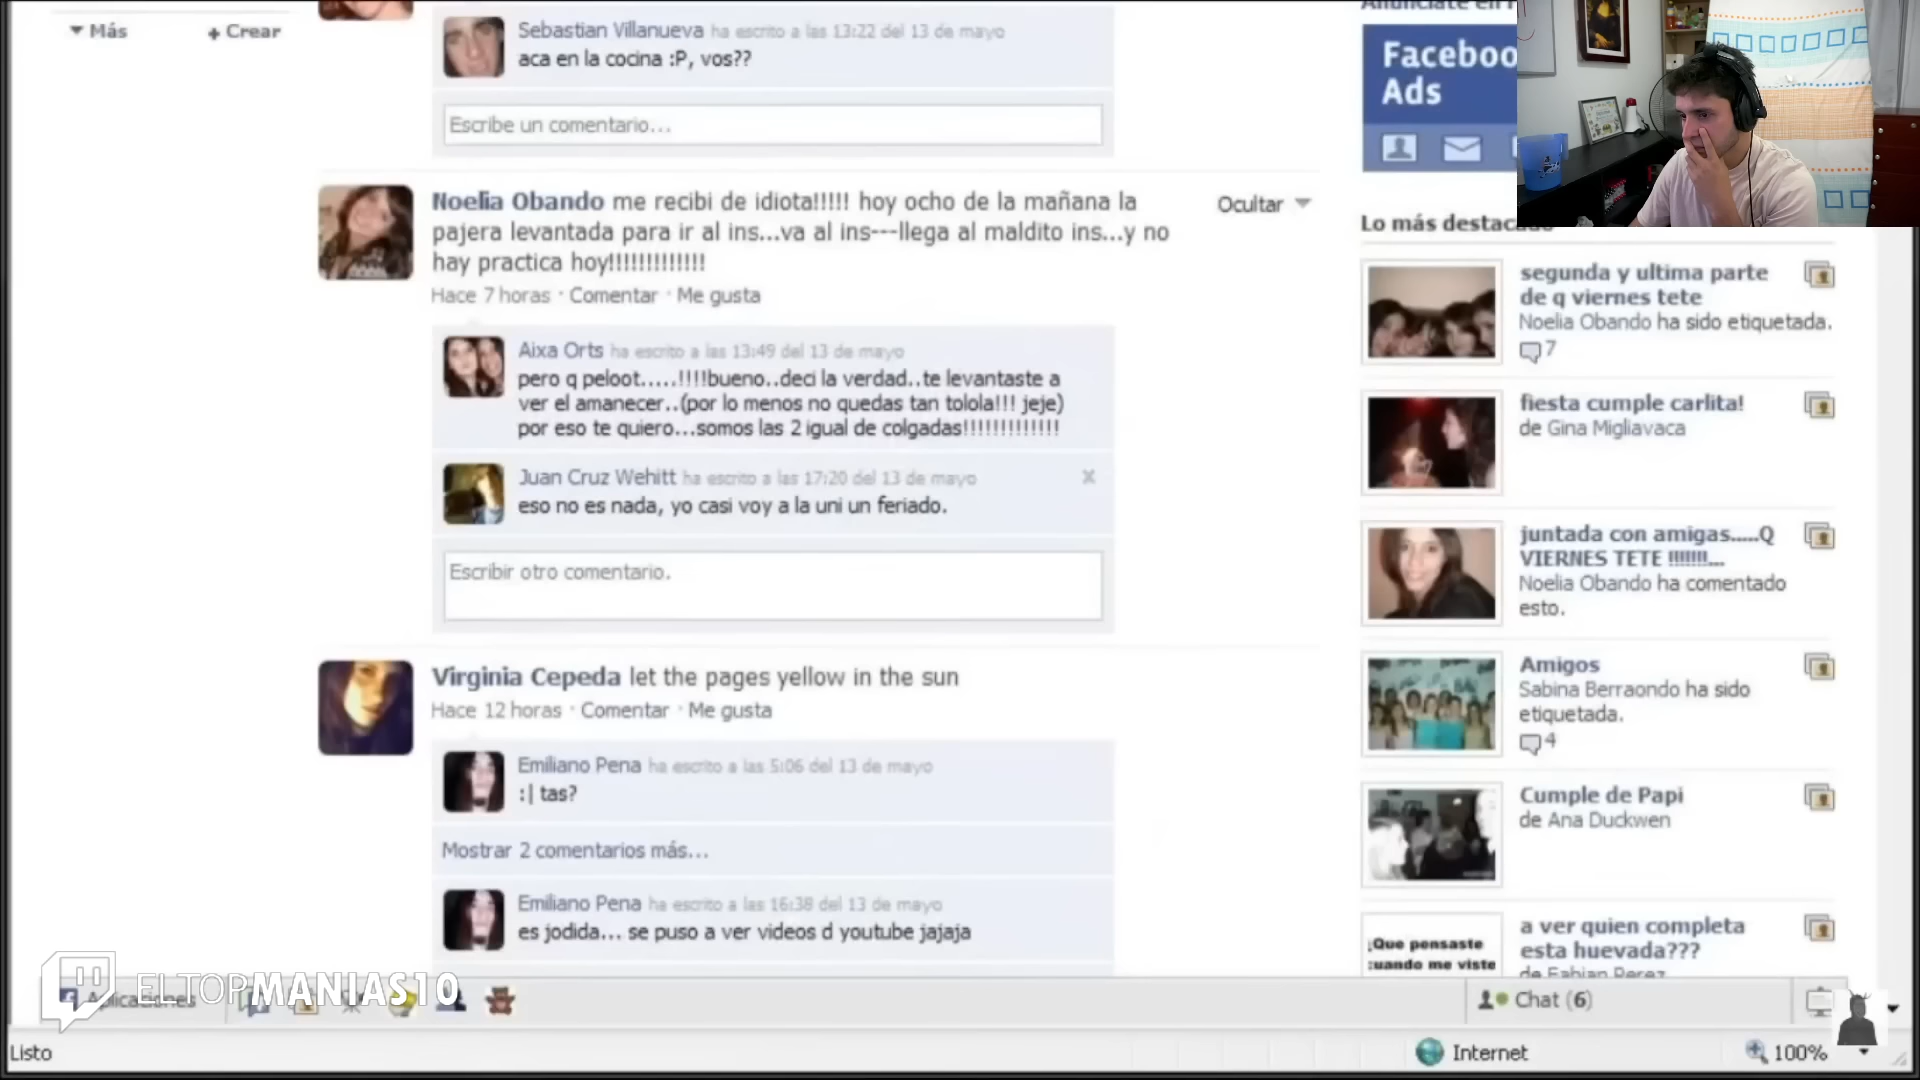 Más
Crear
Sebastian Villanueva ha escrito a las 13:22 del 13 de mayo
aca en la cocina :P, vos??
Escribe un comentario...
Noelia Obando me recibi de idiota!!!!! hoy ocho de la mañana la
pajera levantada para ir al ins...va al ins---llega al maldito ins...y no
hay practica hoy!!!!!!!!!!!!!
Ocultar
Hace 7 horas · Comentar · Me gusta
Aixa Orts ha escrito a las 13:49 del 13 de mayo
pero q peloot.....!!!!bueno..deci la verdad..te levantaste a
ver el amanecer..(por lo menos no quedas tan tolola!!! jeje)
por eso te quiero...somos las 2 igual de colgadas!!!!!!!!!!!!!
Juan Cruz Wehitt ha escrito a las 17:20 del 13 de mayo
x
eso no es nada, yo casi voy a la uni un feriado.
Escribir otro comentario.
Virginia Cepeda let the pages yellow in the sun
Hace 12 horas · Comentar · Me gusta
Emiliano Pena ha escrito a las 5:06 del 13 de mayo
:| tas?
Mostrar 2 comentarios más...
Emiliano Pena ha escrito a las 16:38 del 13 de mayo
es jodida... se puso a ver videos d youtube jajaja
Anúnciate en
Faceboo
Ads
Lo más destacado
segunda y ultima parte
de q viernes tete
Noelia Obando ha sido etiquetada.
7
fiesta cumple carlita!
de Gina Migliavaca
juntada con amigas.....Q
VIERNES TETE !!!!!!!...
Noelia Obando ha comentado
esto.
Amigos
Sabina Berraondo ha sido
etiquetada.
4
Cumple de Papi
de Ana Duckwen
¿Que pensaste
cuando me viste
a ver quien completa
esta huevada???
de Fabian Perez
Aplicaciones
ELTOPMANIAS10
Chat (6)
Listo
Internet
100%